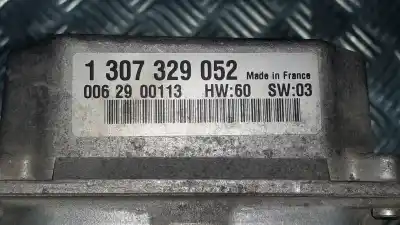 1 307 329 052 Made in France
006 29 00113 HW:60 SW:03